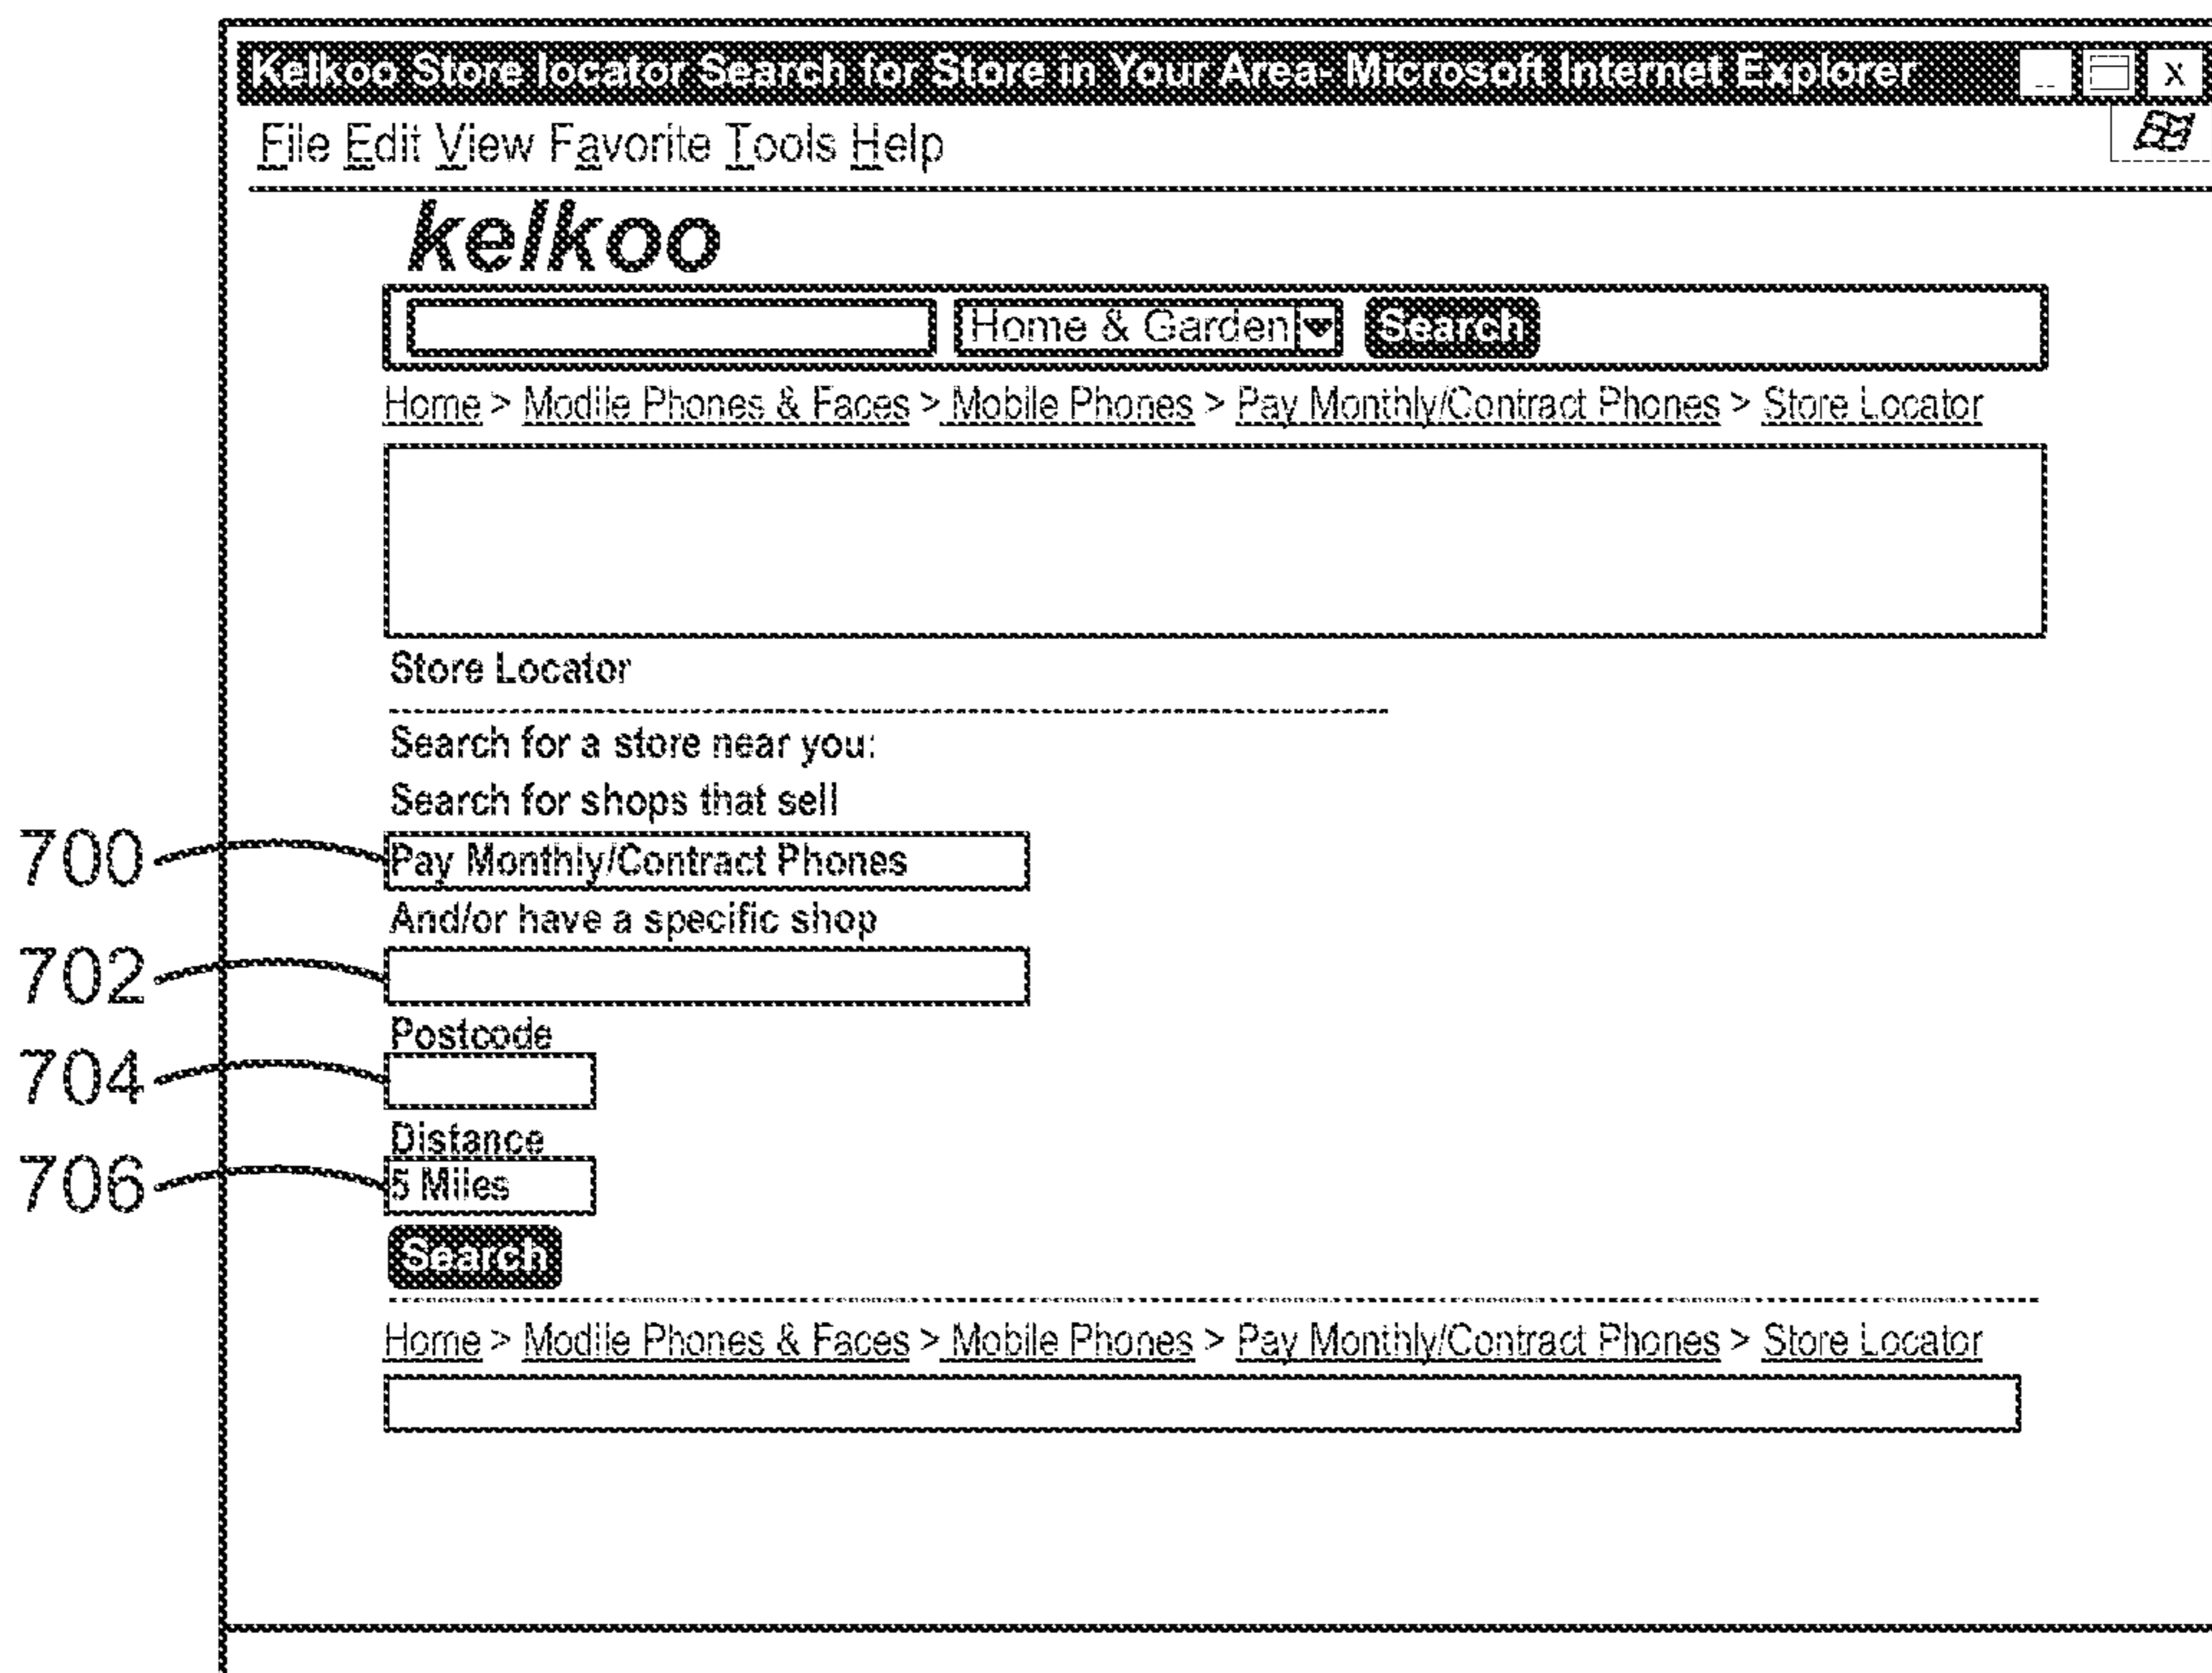 Kelkoo Store locator Search for Store in Your Area- Microsoft Internet Explorer -- X
File Edit View Favorite Tools Help
kelkoo
Home & Garden Search
Home > Modile Phones & Faces > Mobile Phones > Pay Monthly/Contract Phones > Store Locator
Store Locator
Search for a store near you:
Search for shops that sell
700 Pay Monthly/Contract Phones
And/or have a specific shop
702
Postcode
704
Distance
706 5 Miles
Search
Home > Modile Phones & Faces > Mobile Phones > Pay Monthly/Contract Phones > Store Locator